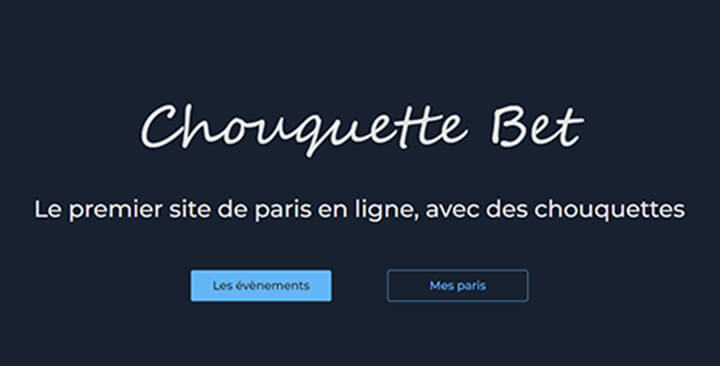 Chouquette Bet
Le premier site de paris en ligne, avec des chouquettes
Les évènements
Mes paris